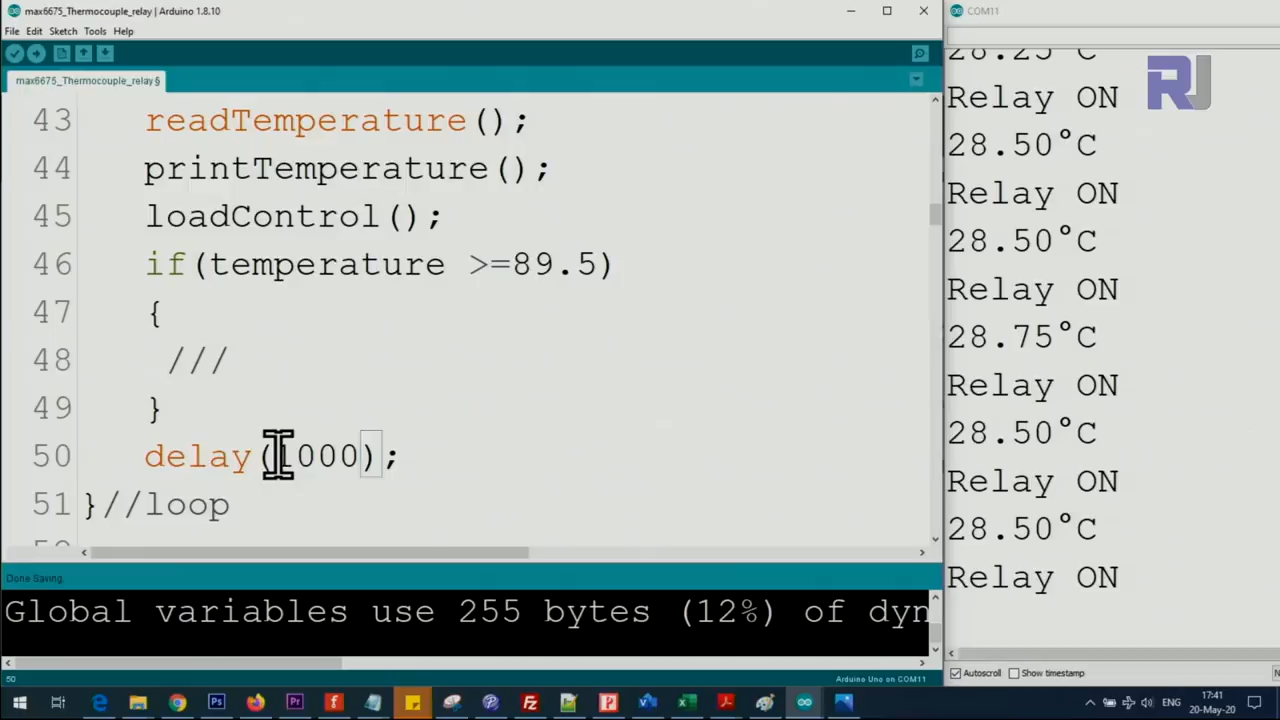 max6675_Thermocouple_relay | Arduino 1.8.10
File Edit Sketch Tools Help
max6675_Thermocouple_relay §
43 readTemperature();
44 printTemperature();
45 loadControl();
46 if(temperature >=89.5)
47 {
48 ///
49 }
50 delay(1000);
51 }//loop
Done Saving.
Global variables use 255 bytes (12%) of dyn
50
Arduino Uno on COM11
COM11
28.25°C
Relay ON
28.50°C
Relay ON
28.50°C
Relay ON
28.75°C
Relay ON
28.50°C
Relay ON
28.50°C
Relay ON
RJ
Autoscroll Show timestamp
ENG
17:41
20-May-20